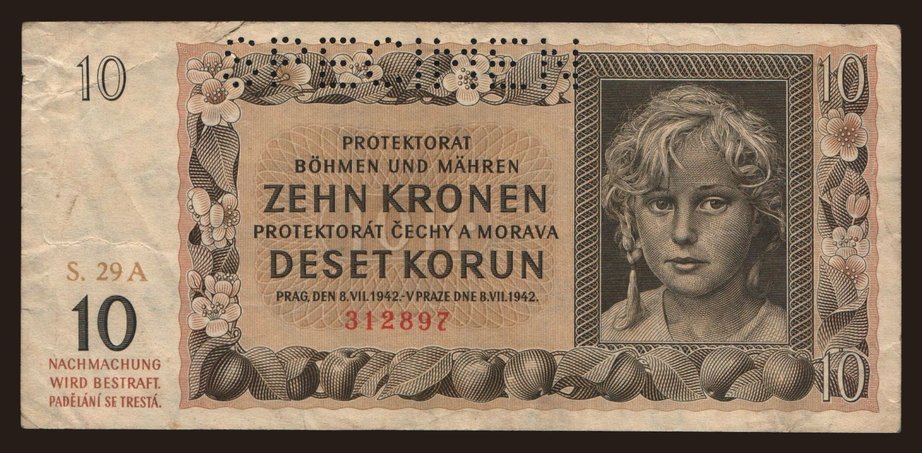 10
10
PROTEKTORAT
BÖHMEN UND MÄHREN
ZEHN KRONEN
PROTEKTORÁT ČECHY A MORAVA
DESET KORUN
PRAG, DEN 8.VII.1942.-V PRAZE DNE 8.VII.1942.
312897
S. 29 A
10
NACHMACHUNG
WIRD BESTRAFT.
PADĚLÁNÍ SE TRESTÁ.
10